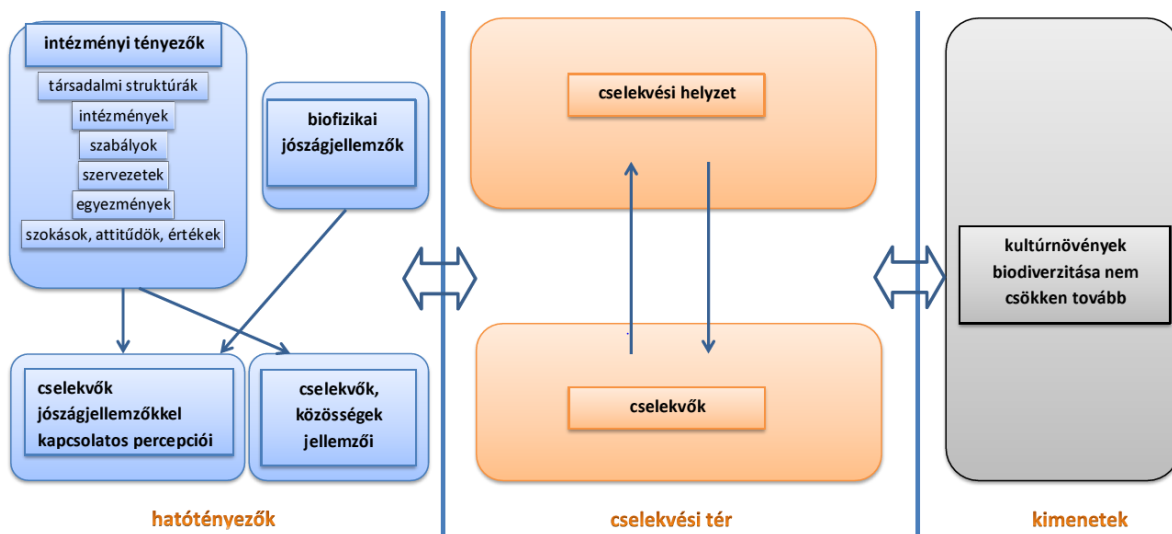 intézményi tényezők
társadalmi struktúrák
intézmények
szabályok
szervezetek
egyezmények
szokások, attitűdök, értékek
biofizikai
jószágjellemzők
cselekvők
jószágjellemzőkkel
kapcsolatos percepciói
cselekvők,
közösségek
jellemzői
hatótényezők
cselekvési helyzet
cselekvők
cselekvési tér
kultúrnövények
biodiverzitása nem
csökken tovább
kimenetek